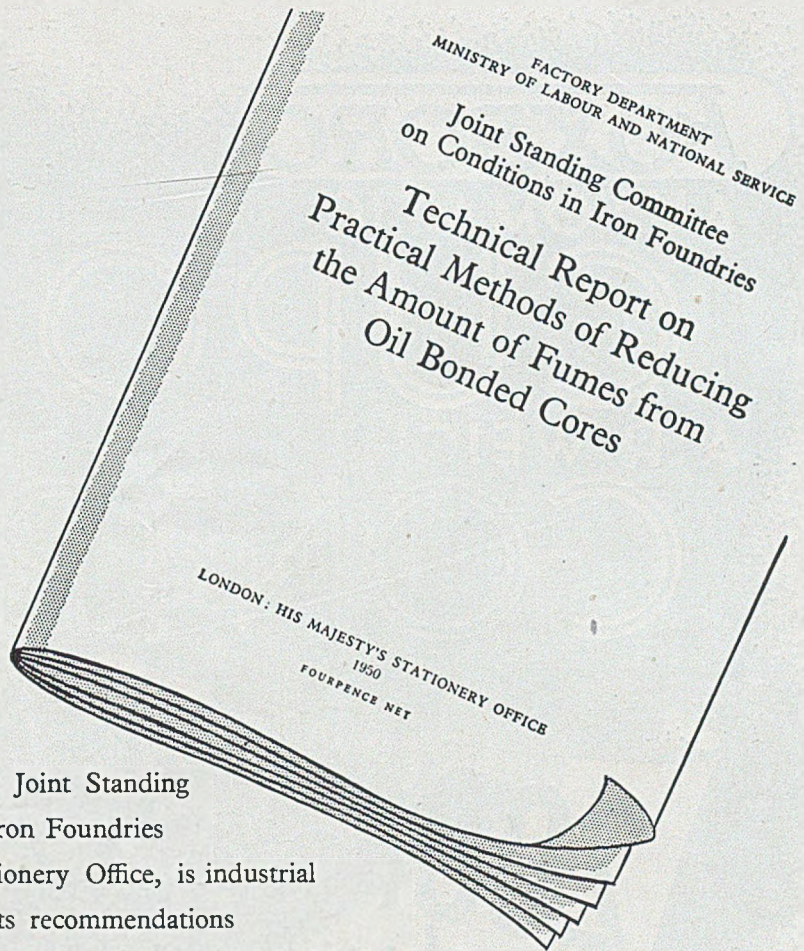 FACTORY DEPARTMENT
MINISTRY OF LABOUR AND NATIONAL SERVICE
Joint Standing Committee
on Conditions in Iron Foundries
Technical Report on
Practical Methods of Reducing
the Amount of Fumes from
Oil Bonded Cores
LONDON: HIS MAJESTY'S STATIONERY OFFICE
1950
FOURPENCE NET
Joint Standing
ron Foundries
ionery Office, is industrial
ts recommendations